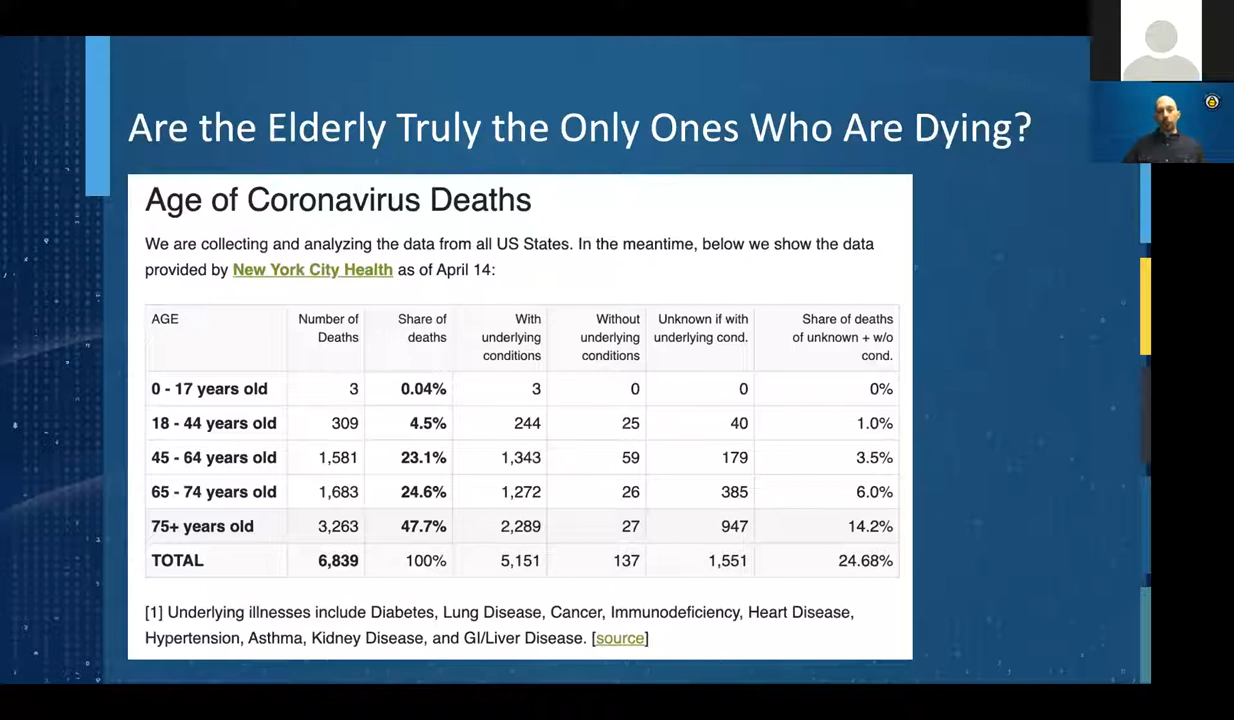 Are the Elderly Truly the Only Ones Who Are Dying?
Age of Coronavirus Deaths
We are collecting and analyzing the data from all US States. In the meantime, below we show the data
provided by New York City Health as of April 14:
AGE Number of Deaths Share of deaths With underlying conditions Without underlying conditions Unknown if with underlying cond. Share of deaths of unknown + w/o cond.
0 - 17 years old 3 0.04% 3 0 0 0%
18 - 44 years old 309 4.5% 244 25 40 1.0%
45 - 64 years old 1,581 23.1% 1,343 59 179 3.5%
65 - 74 years old 1,683 24.6% 1,272 26 385 6.0%
75+ years old 3,263 47.7% 2,289 27 947 14.2%
TOTAL 6,839 100% 5,151 137 1,551 24.68%
[1] Underlying illnesses include Diabetes, Lung Disease, Cancer, Immunodeficiency, Heart Disease,
Hypertension, Asthma, Kidney Disease, and GI/Liver Disease. [source]